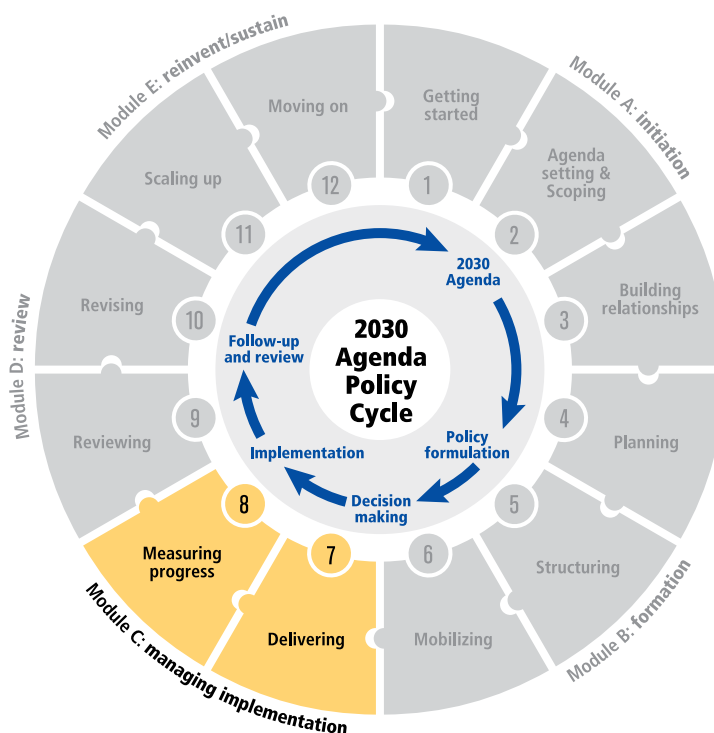 Module A: initiation
Getting
started
1
Agenda
setting &
Scoping
2
Building
relationships
3
Module B: formation
Planning
4
Structuring
5
Mobilizing
6
Module C: managing implementation
Delivering
7
Measuring
progress
8
Module D: review
Reviewing
9
Revising
10
Module E: reinvent/sustain
Scaling up
11
Moving on
12
2030
Agenda
Policy
Cycle
2030
Agenda
Policy
formulation
Decision
making
Implementation
Follow-up
and review